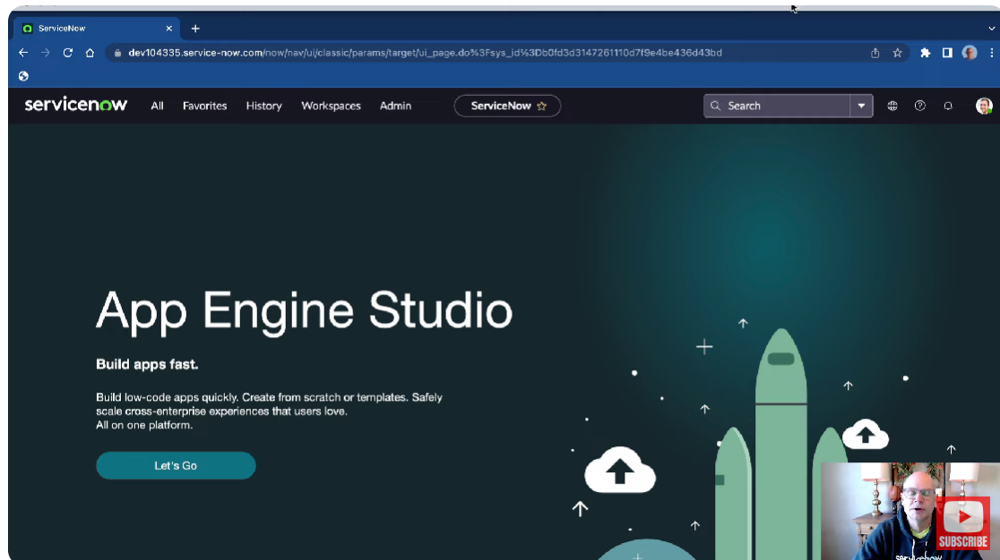 ServiceNow
dev104335.service-now.com/now/nav/ui/classic/params/target/ui_page.do%3Fsys_id%3Db0fd3d3147261110d7f9e4be436d43bd
servicenow All Favorites History Workspaces Admin ServiceNow Search
App Engine Studio
Build apps fast.
Build low-code apps quickly. Create from scratch or templates. Safely
scale cross-enterprise experiences that users love.
All on one platform.
Let's Go
SUBSCRIBE
servicenow